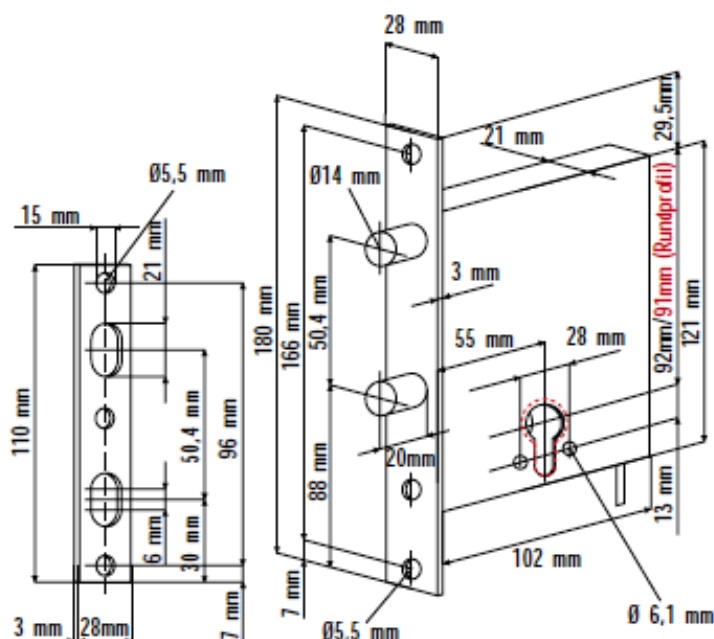 28 mm
29,5mm
21 mm
Ø5,5 mm
Ø14 mm
15 mm
21 mm
3 mm
180 mm
166 mm
50,4 mm
92mm/91mm (Rundprofil)
121 mm
55 mm
28 mm
110 mm
50,4 mm
96 mm
20mm
88 mm
13 mm
6 mm
30 mm
102 mm
7 mm
7 mm
3 mm
28mm
Ø5,5 mm
Ø 6,1 mm